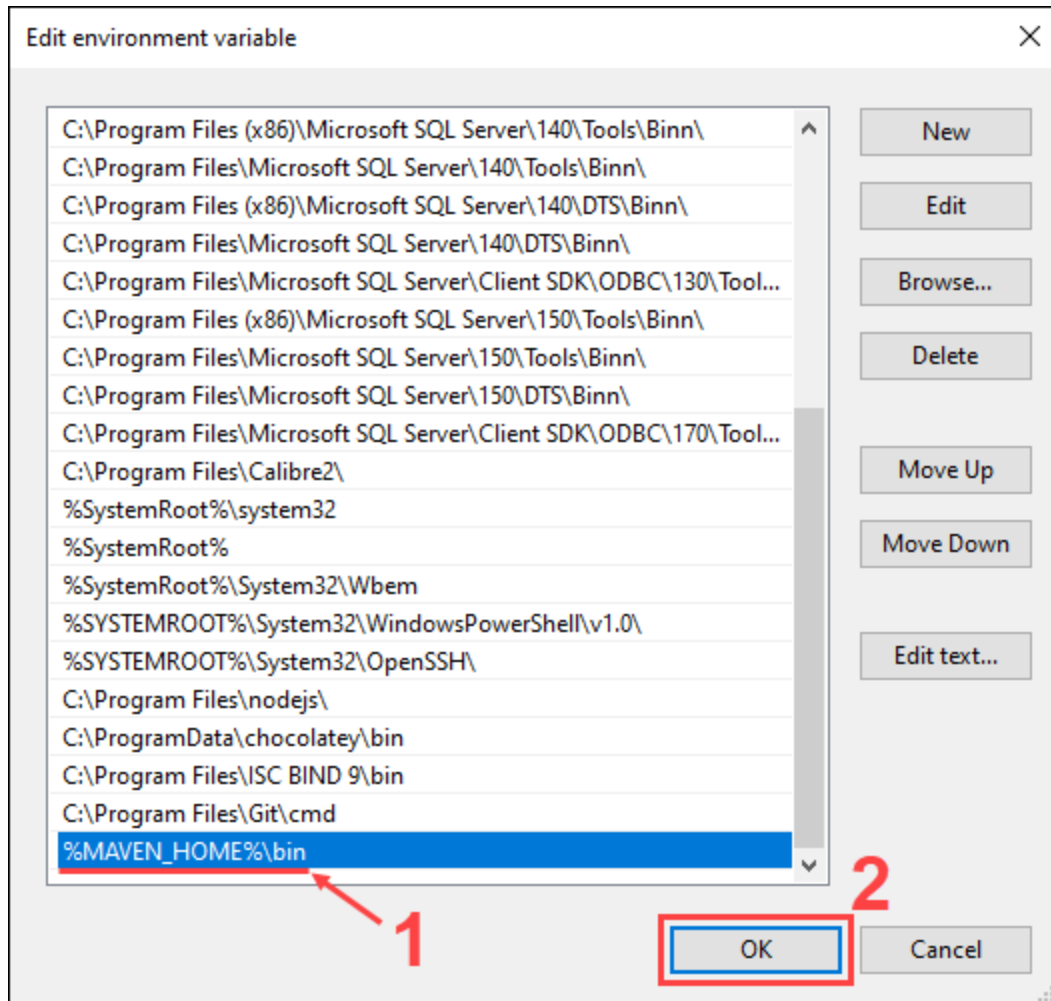 Edit environment variable
C:\Program Files (x86)\Microsoft SQL Server\140\Tools\Binn\
C:\Program Files\Microsoft SQL Server\140\Tools\Binn\
C:\Program Files (x86)\Microsoft SQL Server\140\DTS\Binn\
C:\Program Files\Microsoft SQL Server\140\DTS\Binn\
C:\Program Files\Microsoft SQL Server\Client SDK\ODBC\130\Tool...
C:\Program Files (x86)\Microsoft SQL Server\150\Tools\Binn\
C:\Program Files\Microsoft SQL Server\150\Tools\Binn\
C:\Program Files\Microsoft SQL Server\150\DTS\Binn\
C:\Program Files\Microsoft SQL Server\Client SDK\ODBC\170\Tool...
C:\Program Files\Calibre2\
%SystemRoot%\system32
%SystemRoot%
%SystemRoot%\System32\Wbem
%SYSTEMROOT%\System32\WindowsPowerShell\v1.0\
%SYSTEMROOT%\System32\OpenSSH\
C:\Program Files\nodejs\
C:\ProgramData\chocolatey\bin
C:\Program Files\ISC BIND 9\bin
C:\Program Files\Git\cmd
%MAVEN_HOME%\bin
New
Edit
Browse...
Delete
Move Up
Move Down
Edit text...
1
2
OK
Cancel